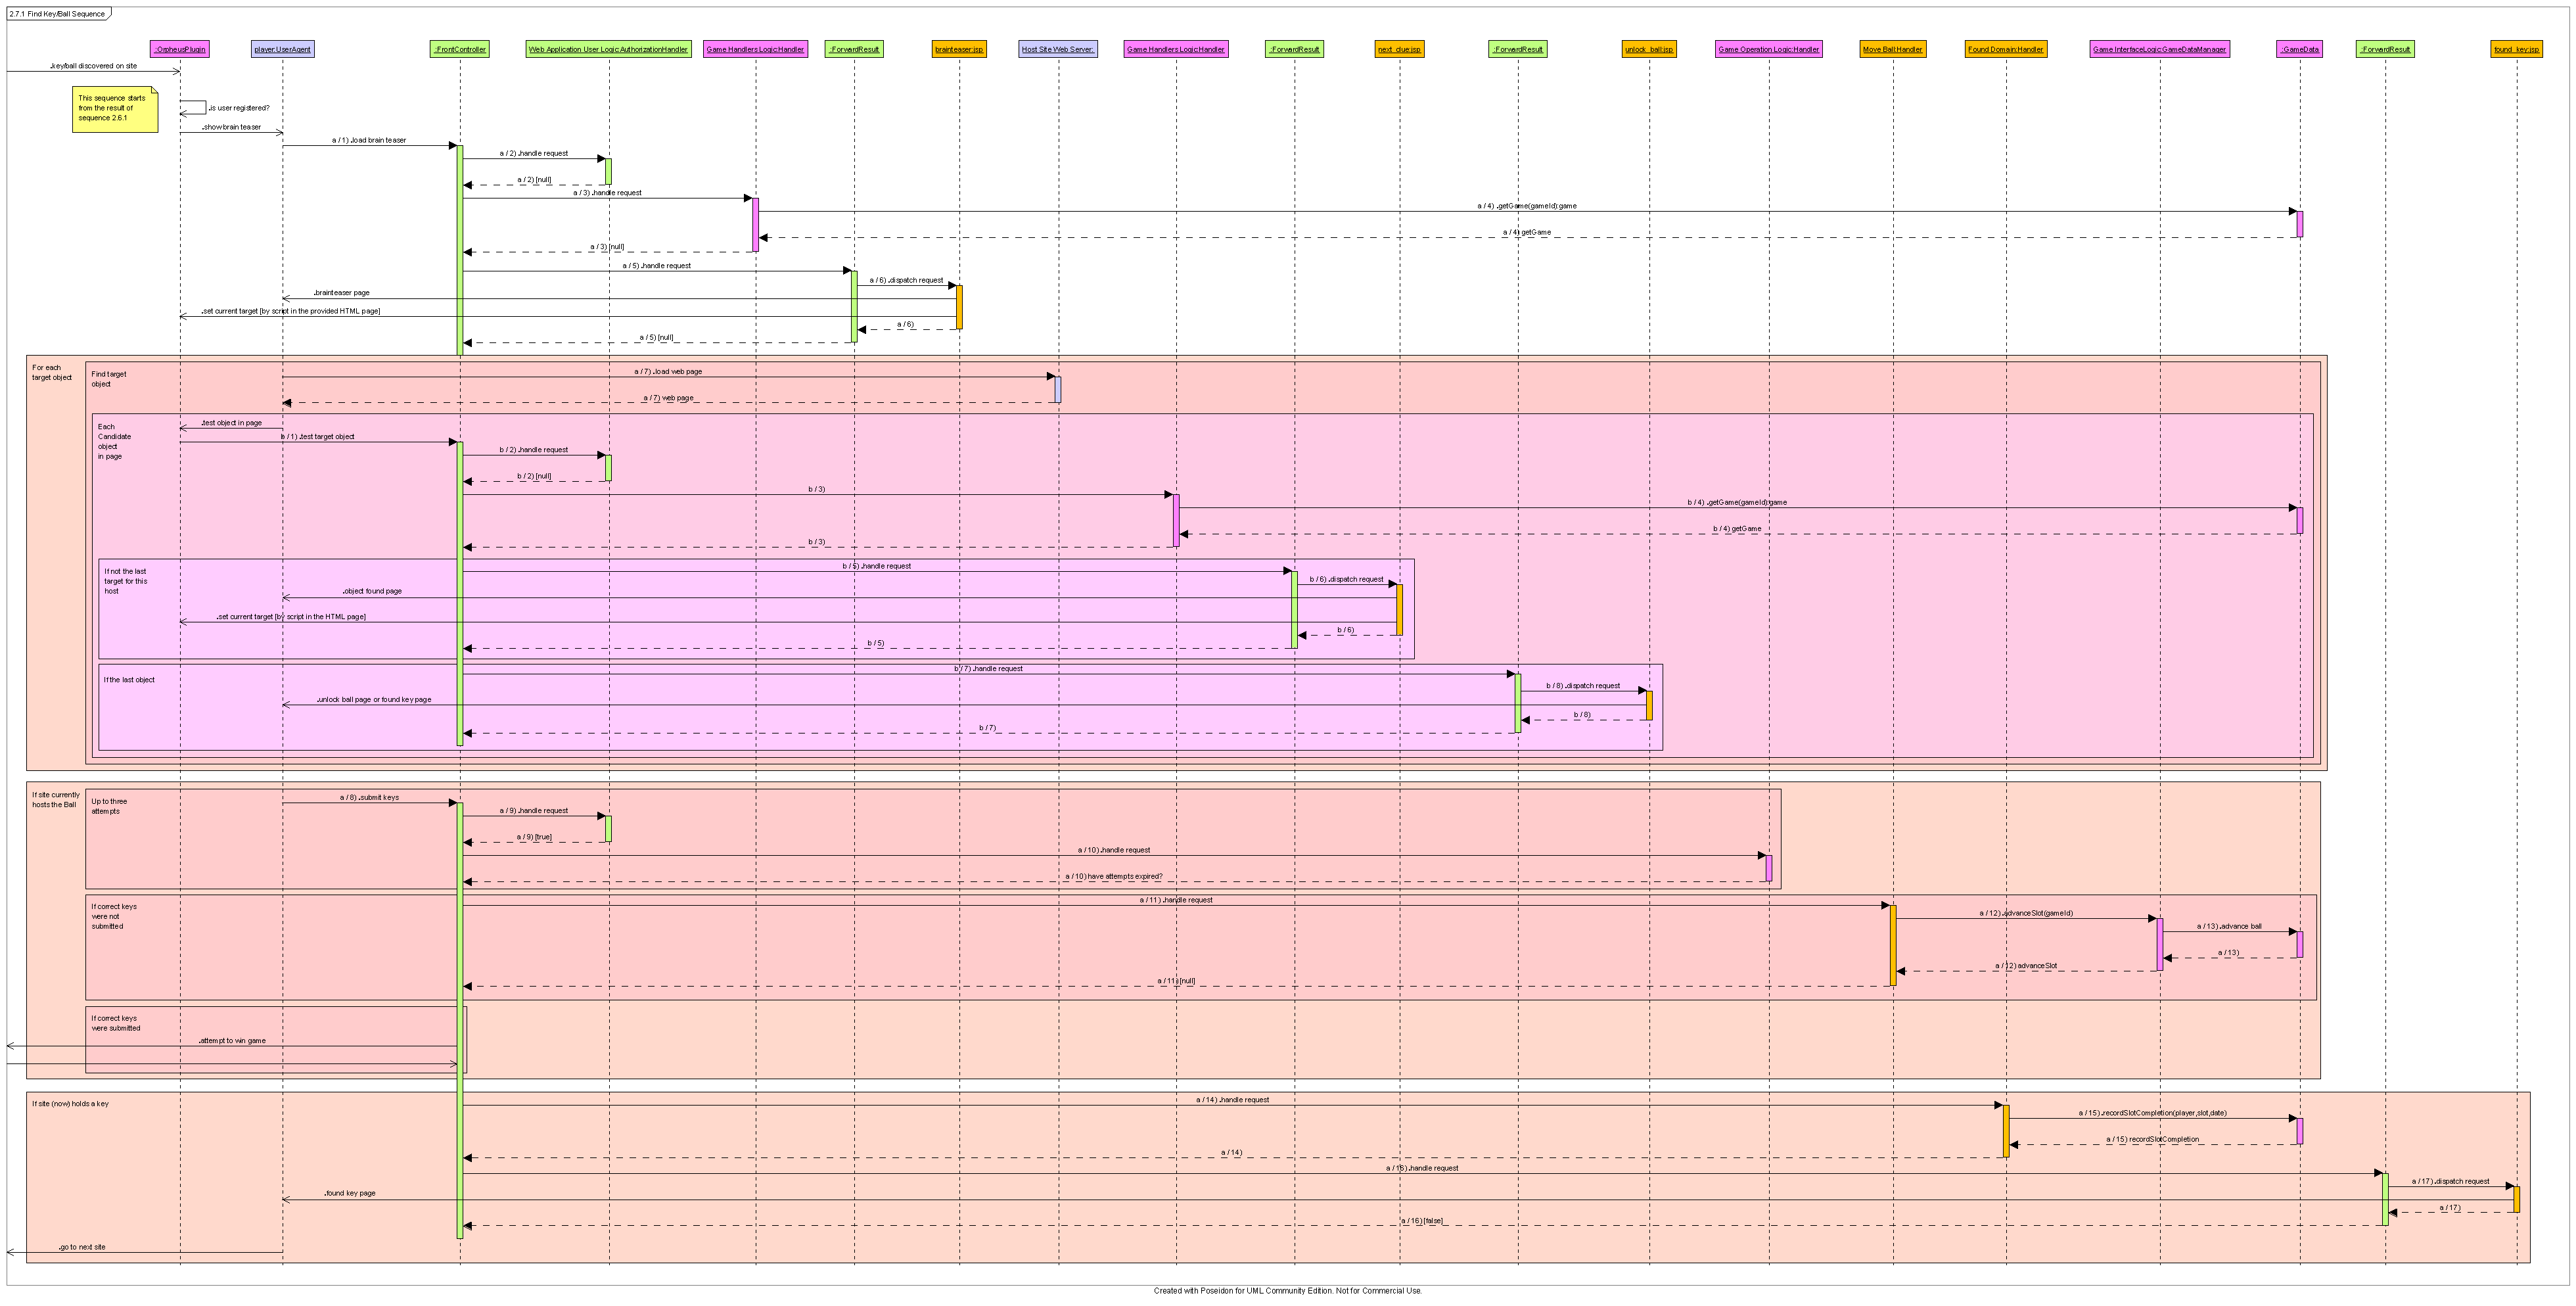 2.7.1 Find Key/Ball Sequence
:OrpheusPlugin
player:UserAgent
:FrontController
Web Application User Logic:AuthorizationHandler
Game Handlers Logic:Handler
:ForwardResult
brainteaser:jsp
Host Site Web Server:
Game Handlers Logic:Handler
:ForwardResult
next_clue:jsp
:ForwardResult
unlock_ball:jsp
Game Operation Logic:Handler
Move Ball:Handler
Found Domain:Handler
Game InterfaceLogic:GameDataManager
:GameData
:ForwardResult
found_key:jsp
.key/ball discovered on site
This sequence starts
from the result of
sequence 2.6.1
.is user registered?
.show brain teaser
a / 1) .load brain teaser
a / 2) .handle request
a / 2) [null]
a / 3) .handle request
a / 4) .getGame(gameId):game
a / 4) getGame
a / 3) [null]
a / 5) .handle request
a / 6) .dispatch request
.brainteaser page
.set current target [by script in the provided HTML page]
a / 6)
a / 5) [null]
For each
target object
Find target
object
a / 7) .load web page
a / 7) web page
Each
Candidate
object
in page
.test object in page
b / 1) .test target object
b / 2) .handle request
b / 2) [null]
b / 3)
b / 4) .getGame(gameId):game
b / 4) getGame
b / 3)
If not the last
target for this
host
b / 5) .handle request
b / 6) .dispatch request
.object found page
.set current target [by script in the HTML page]
b / 6)
b / 5)
If the last object
b / 7) .handle request
b / 8) .dispatch request
.unlock ball page or found key page
b / 8)
b / 7)
If site currently
hosts the Ball
Up to three
attempts
a / 8) .submit keys
a / 9) .handle request
a / 9) [true]
a / 10) .handle request
a / 10) have attempts expired?
If correct keys
were not
submitted
a / 11) .handle request
a / 12) .advanceSlot(gameId)
a / 13) .advance ball
a / 13)
a / 12) advanceSlot
a / 11) [null]
If correct keys
were submitted
.attempt to win game
If site (now) holds a key
a / 14) .handle request
a / 15) .recordSlotCompletion(player,slot,date)
a / 15) recordSlotCompletion
a / 14)
a / 16) .handle request
a / 17) .dispatch request
.found key page
a / 17)
a / 16) [false]
.go to next site
Created with Poseidon for UML Community Edition. Not for Commercial Use.